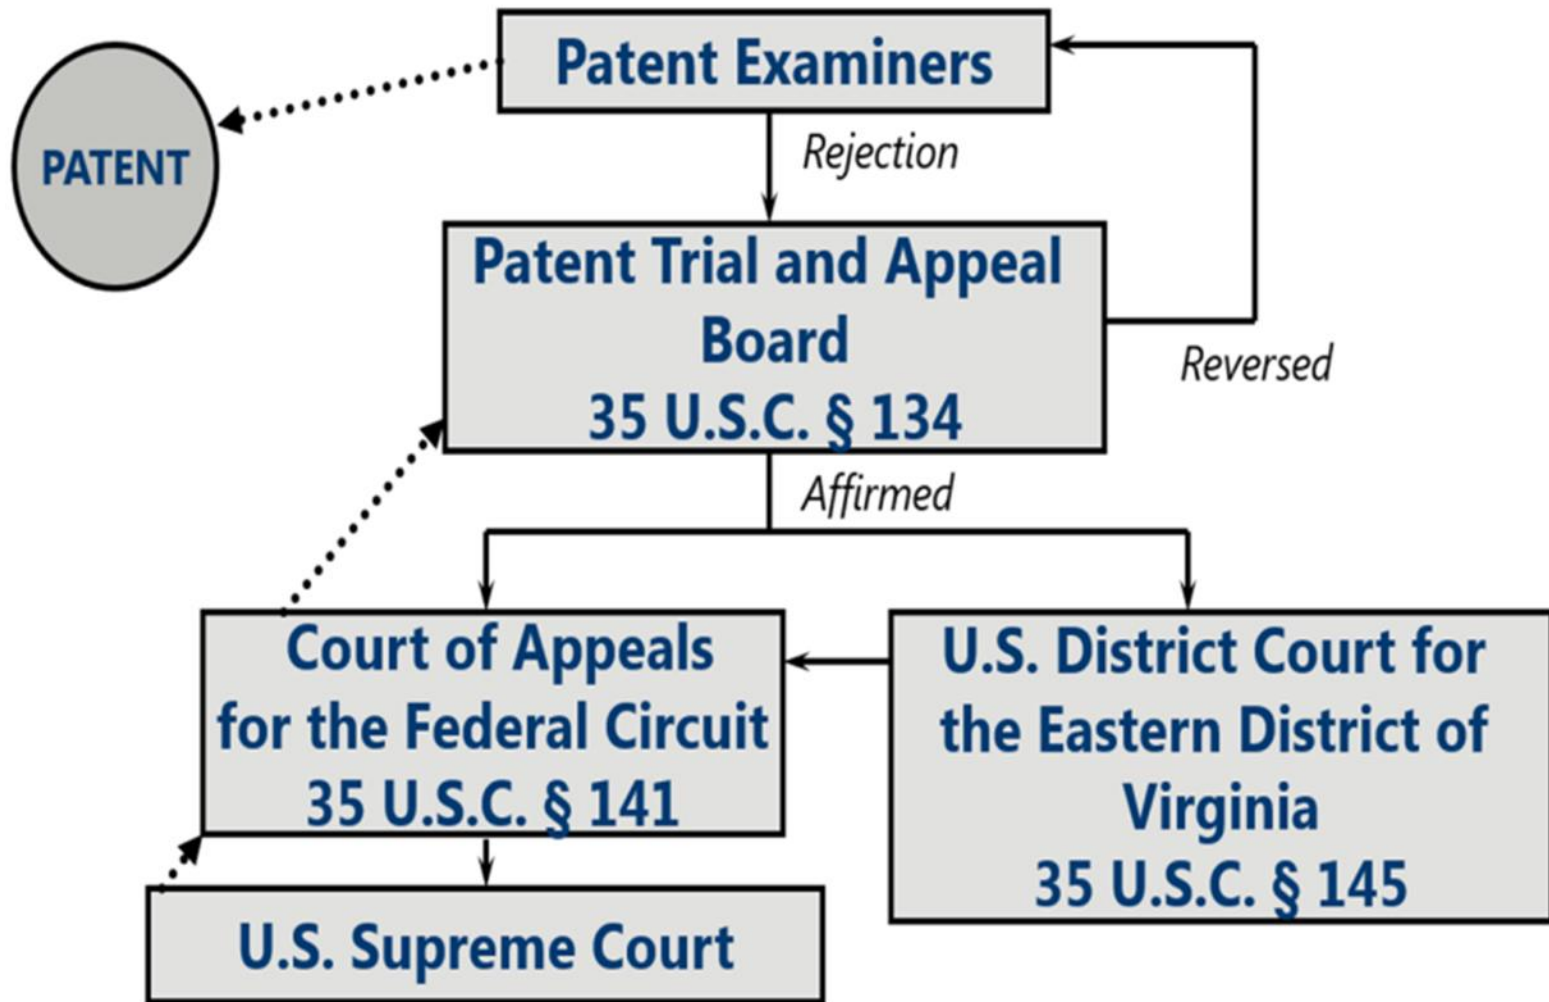 Patent Examiners
PATENT
Rejection
Patent Trial and Appeal
Board
35 U.S.C. § 134
Reversed
Affirmed
Court of Appeals
for the Federal Circuit
35 U.S.C. § 141
U.S. District Court for
the Eastern District of
Virginia
35 U.S.C. § 145
U.S. Supreme Court